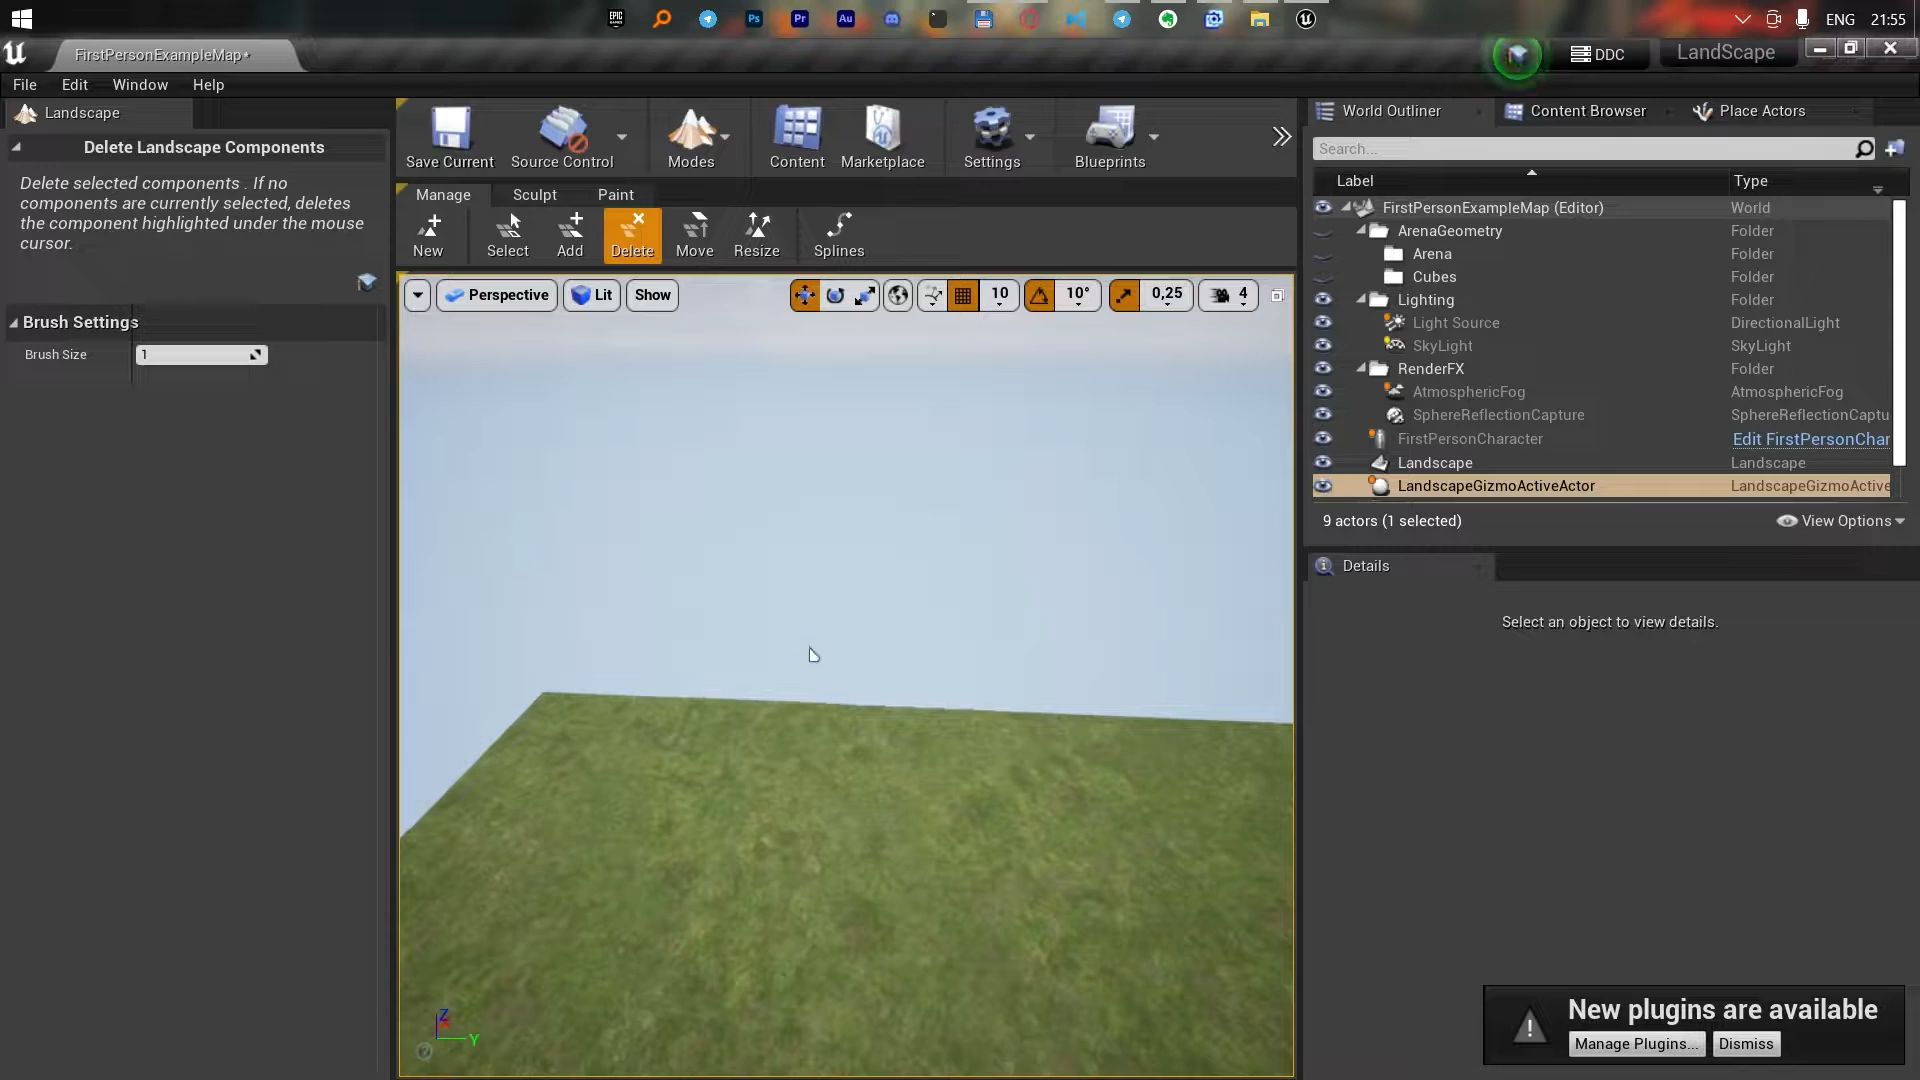 ENG 21:55
FirstPersonExampleMap•
DDC
LandScape
File Edit Window Help
Landscape
Delete Landscape Components
Delete selected components . If no
components are currently selected, deletes
the component highlighted under the mouse
cursor.
Brush Settings
Brush Size 1
Save Current Source Control Modes Content Marketplace Settings Blueprints
Manage Sculpt Paint
New Select Add Delete Move Resize Splines
Perspective Lit Show 10 10° 0,25 4
Z
X
Y
World Outliner Content Browser Place Actors
Search...
Label Type
FirstPersonExampleMap (Editor) World
ArenaGeometry Folder
Arena Folder
Cubes Folder
Lighting Folder
Light Source DirectionalLight
SkyLight SkyLight
RenderFX Folder
AtmosphericFog AtmosphericFog
SphereReflectionCapture SphereReflectionCaptu
FirstPersonCharacter Edit FirstPersonChar
Landscape Landscape
LandscapeGizmoActiveActor LandscapeGizmoActive
9 actors (1 selected) View Options
Details
Select an object to view details.
New plugins are available
Manage Plugins... Dismiss
EPIC
GAMES
Ps Pr Au